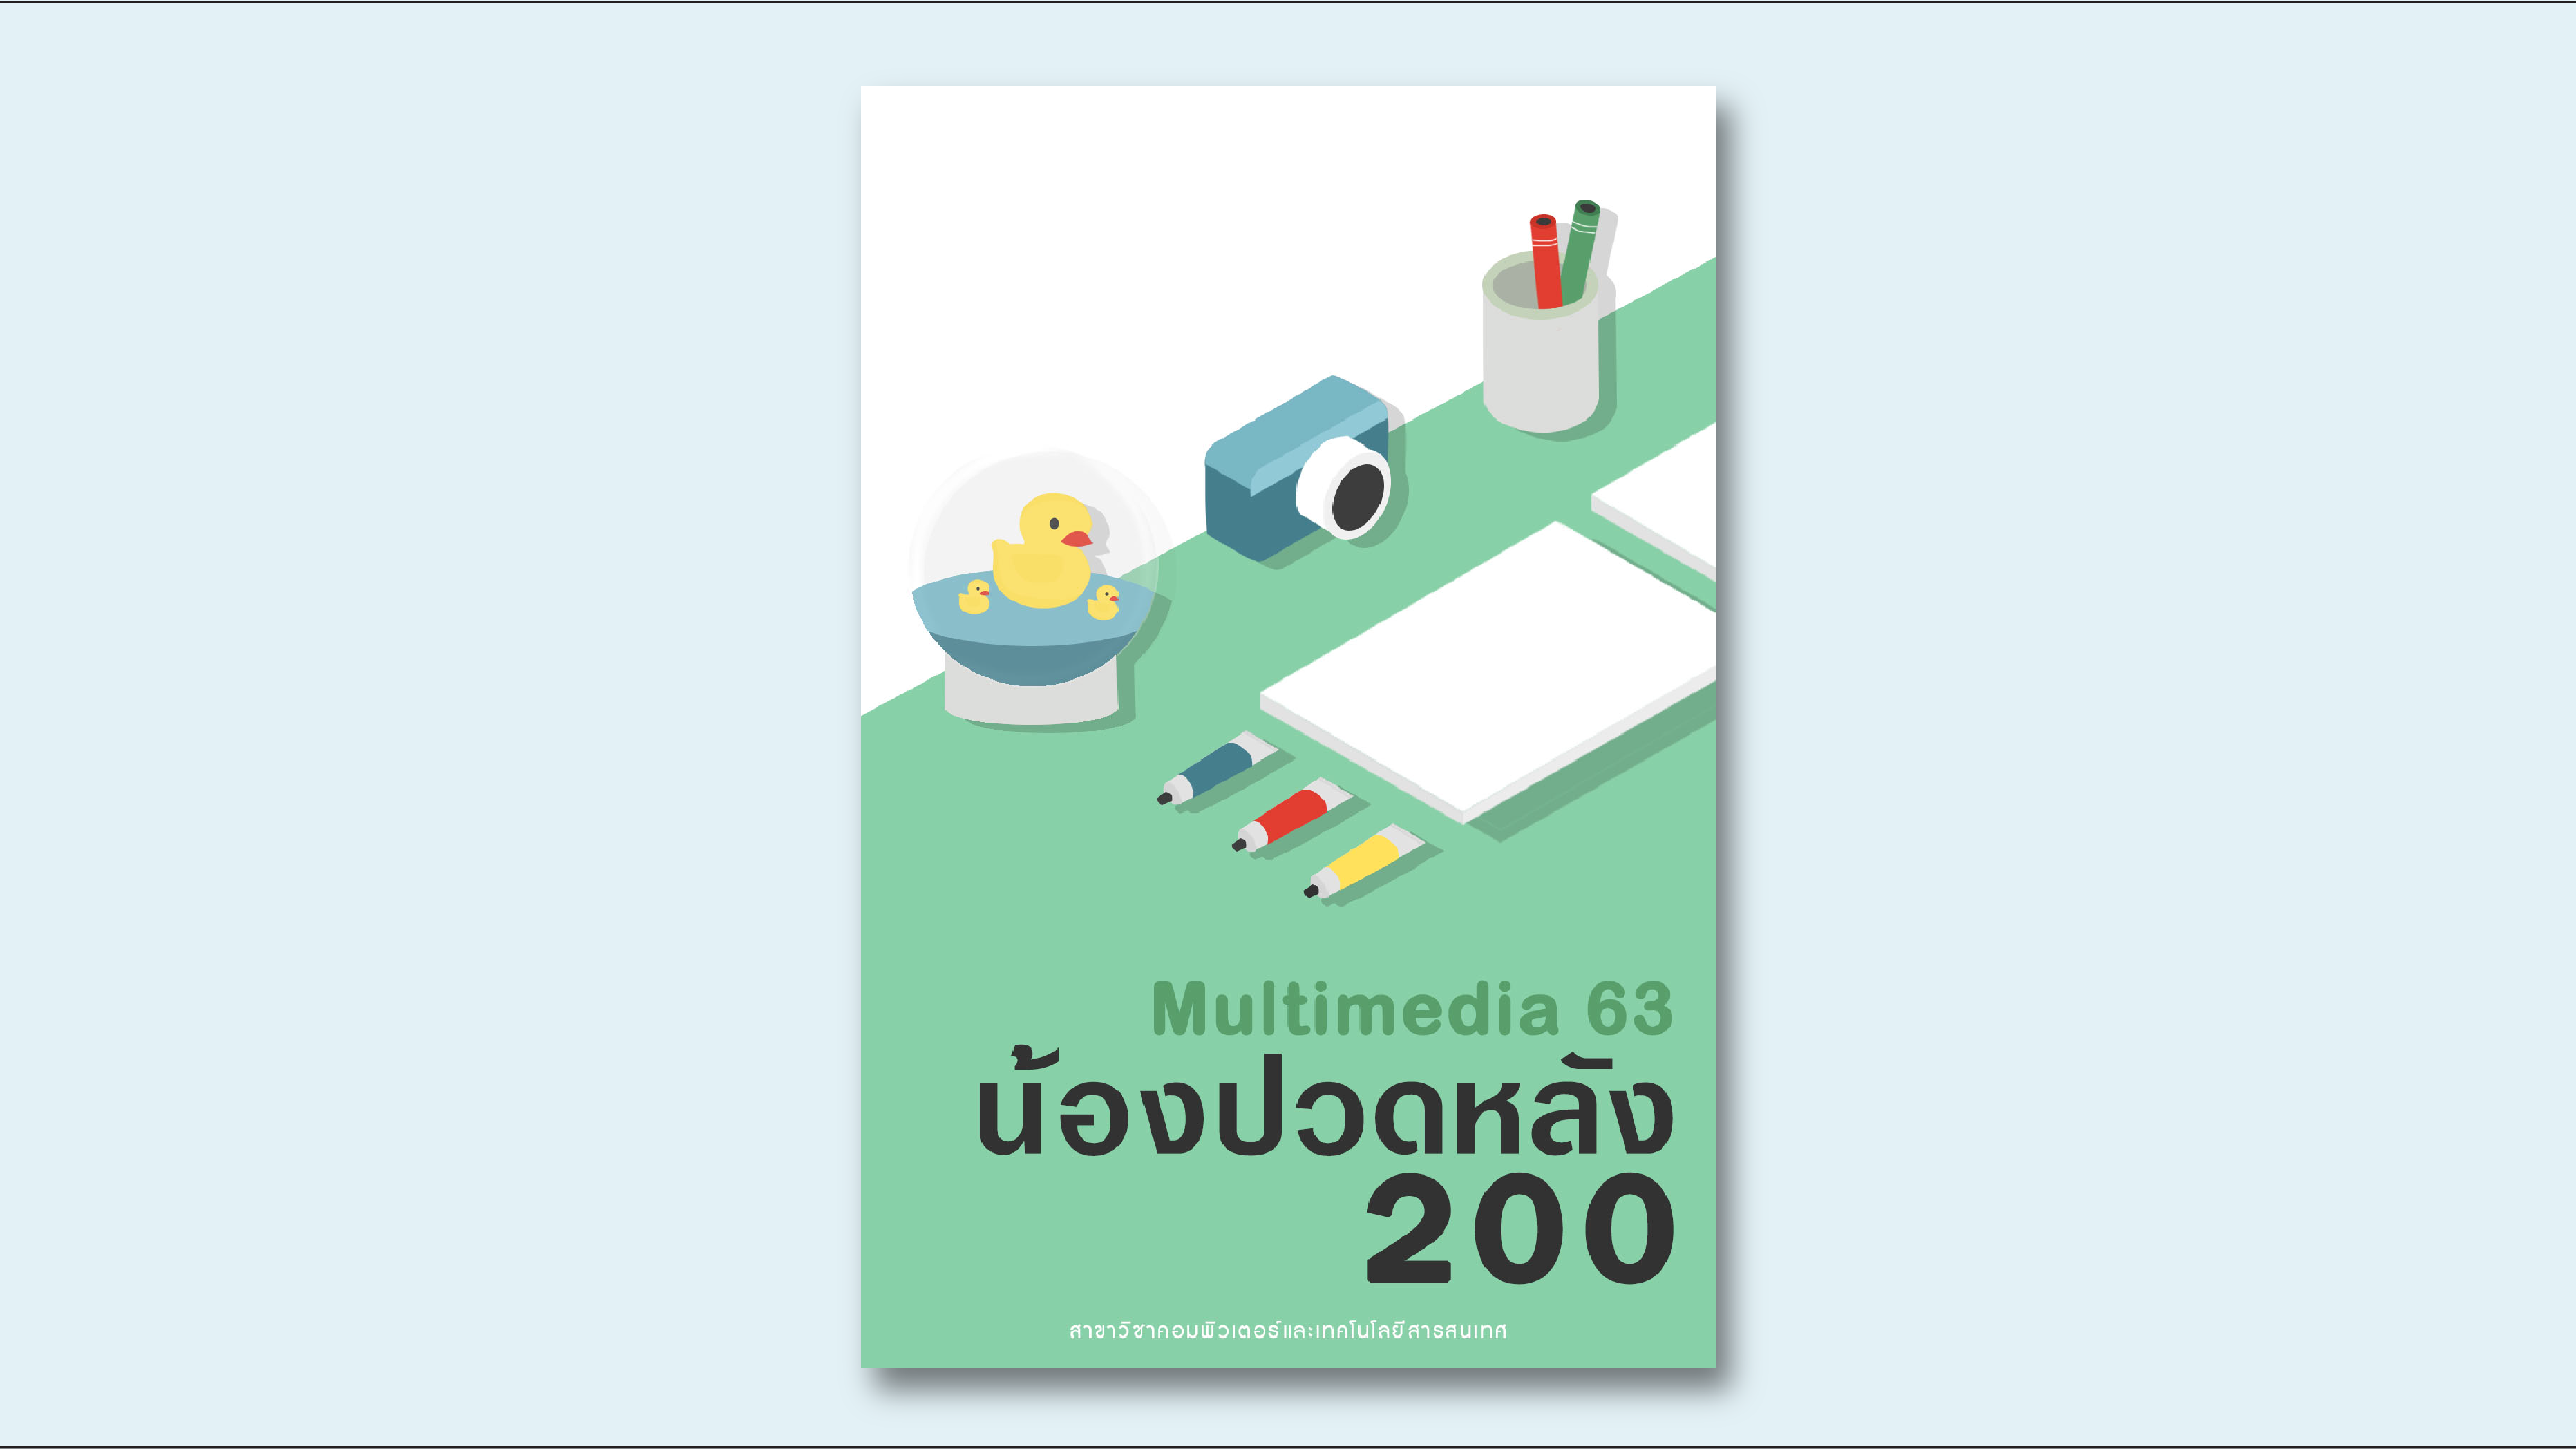 Multimedia 63
น้องปวดหลัง
200
สาขาวิชาคอมพิวเตอร์และเทคโนโลยีสารสนเทศ